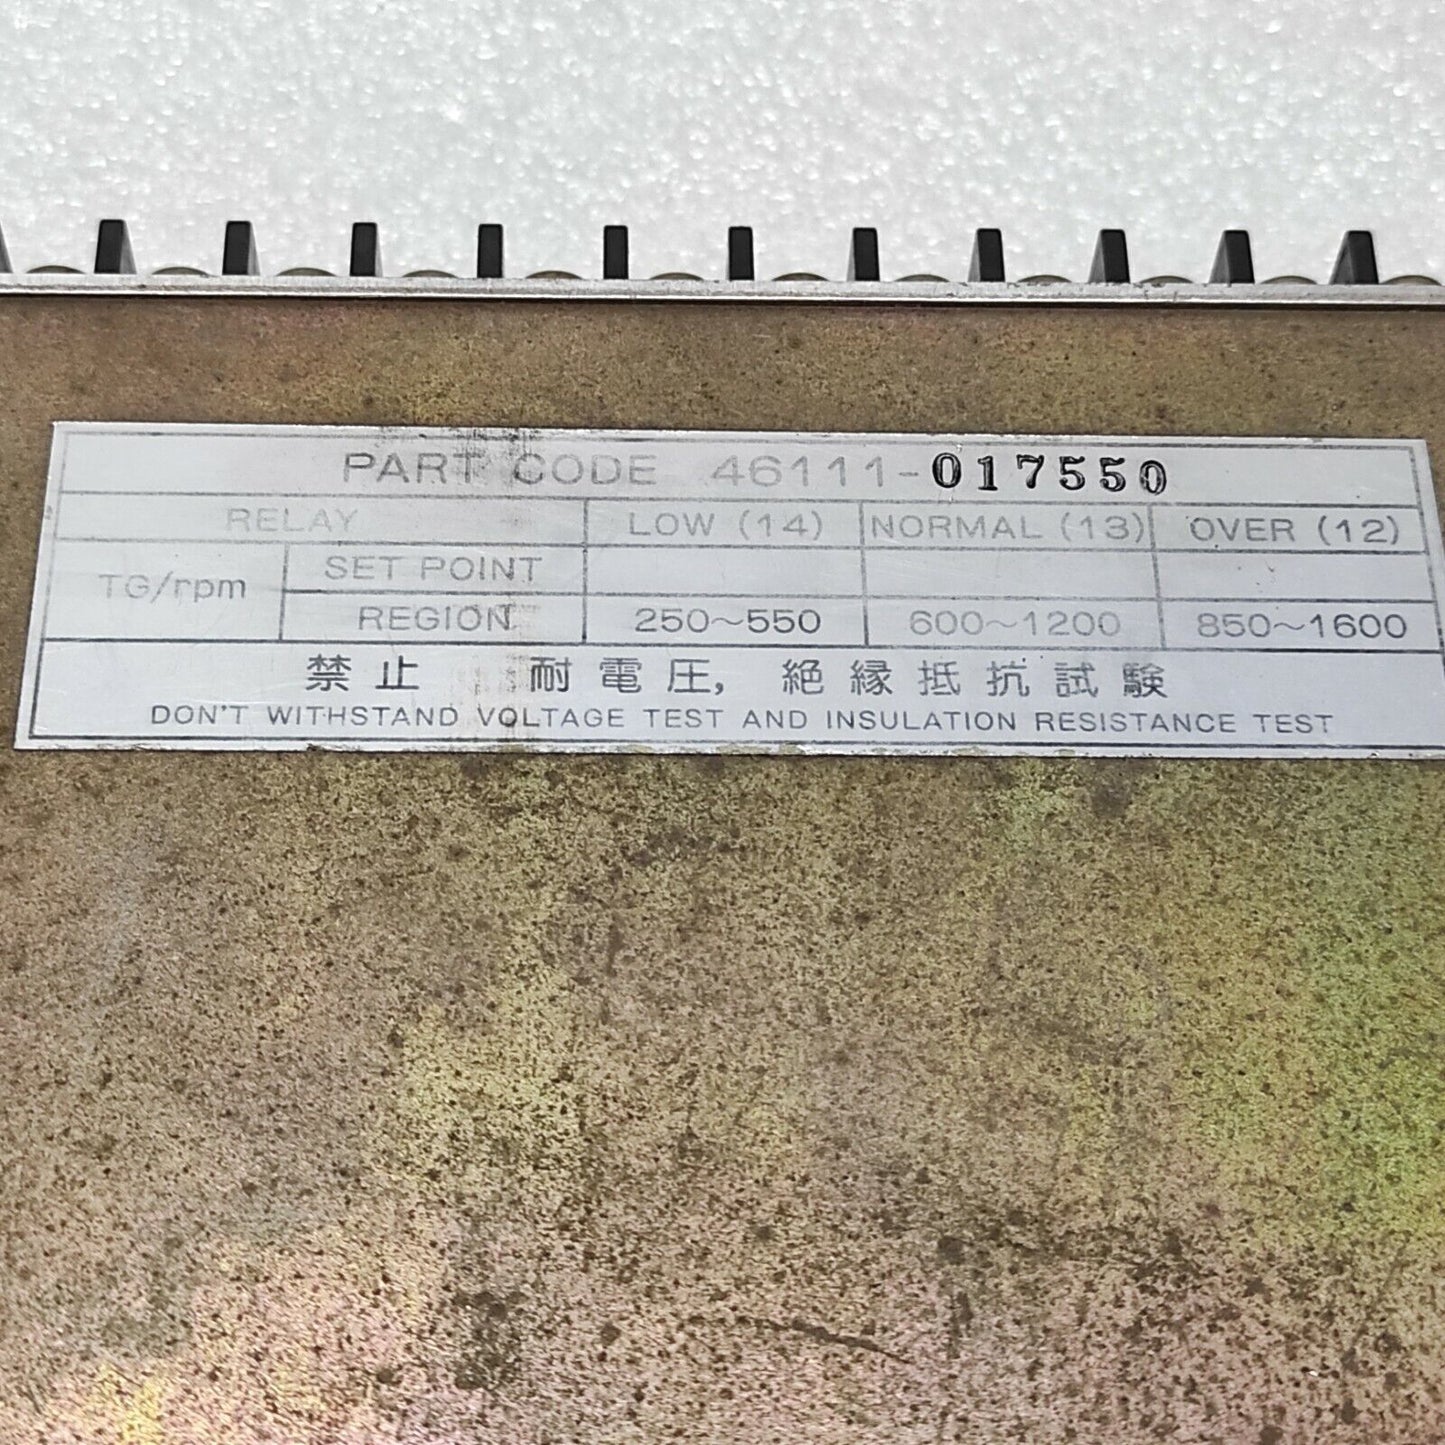 PART CODE 46111-017550
RELAY LOW (14) NORMAL (13) OVER (12)
TG/rpm SET POINT
REGION 250~550 600~1200 850~1600
禁止 耐電圧, 絶縁抵抗試験
DON'T WITHSTAND VOLTAGE TEST AND INSULATION RESISTANCE TEST